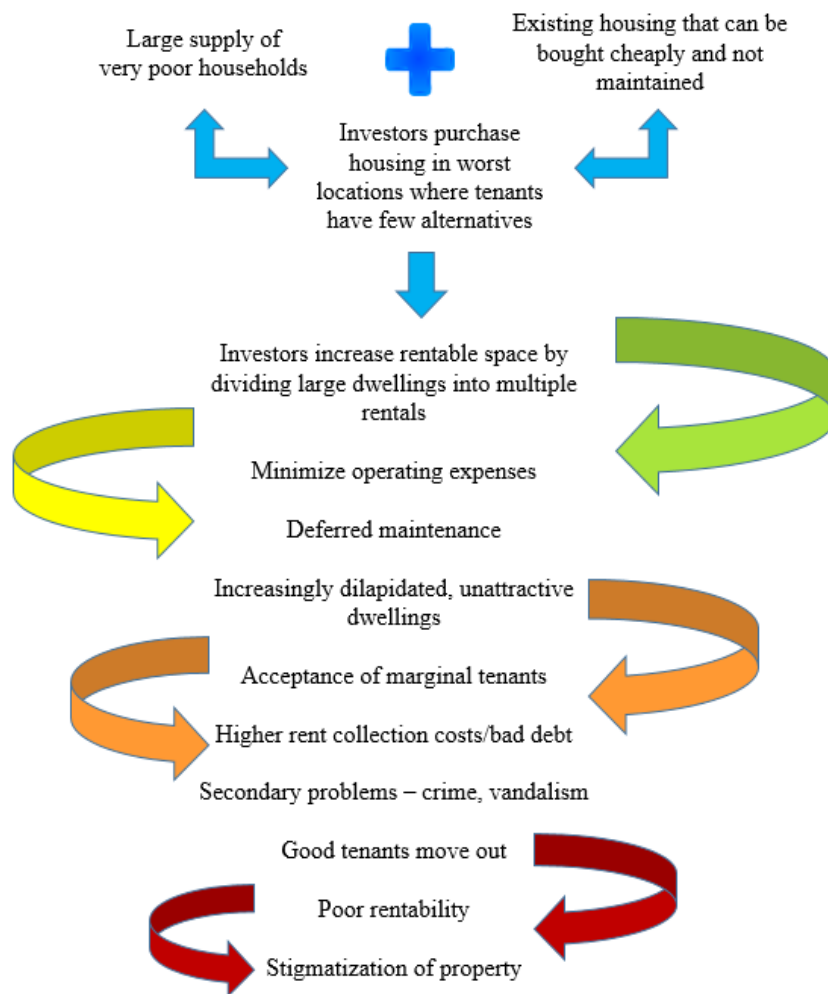 Large supply of
very poor households
Existing housing that can be
bought cheaply and not
maintained
Investors purchase
housing in worst
locations where tenants
have few alternatives
Investors increase rentable space by
dividing large dwellings into multiple
rentals
Minimize operating expenses
Deferred maintenance
Increasingly dilapidated, unattractive
dwellings
Acceptance of marginal tenants
Higher rent collection costs/bad debt
Secondary problems – crime, vandalism
Good tenants move out
Poor rentability
Stigmatization of property